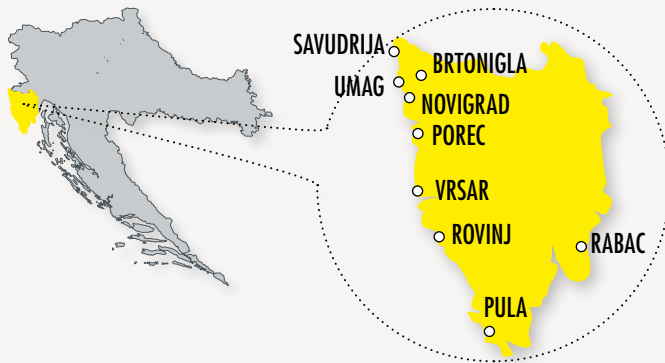 SAVUDRIJA
BRTONIGLA
UMAG
NOVIGRAD
POREC
VRSAR
ROVINJ
RABAC
PULA